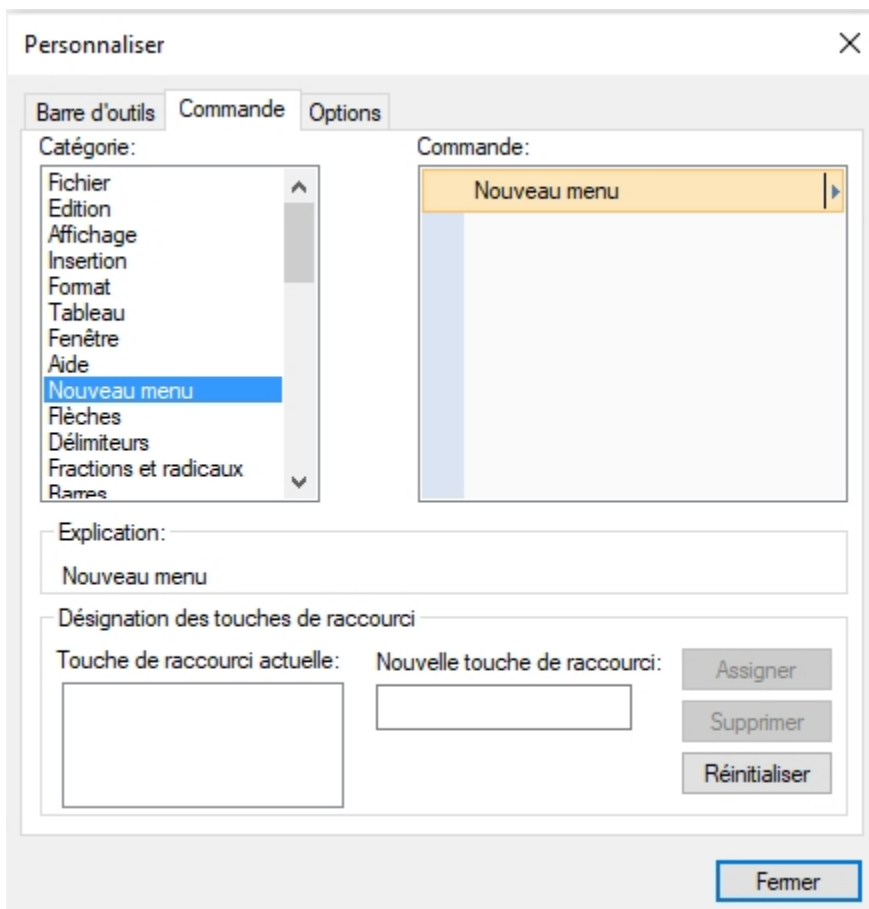 Personnaliser
Barre d'outils Commande Options
Catégorie: Commande:
Fichier
Edition
Affichage
Insertion
Format
Tableau
Fenêtre
Aide
Nouveau menu
Flèches
Délimiteurs
Fractions et radicaux
Barres
Nouveau menu
Explication:
Nouveau menu
Désignation des touches de raccourci
Touche de raccourci actuelle: Nouvelle touche de raccourci:
Assigner
Supprimer
Réinitialiser
Fermer